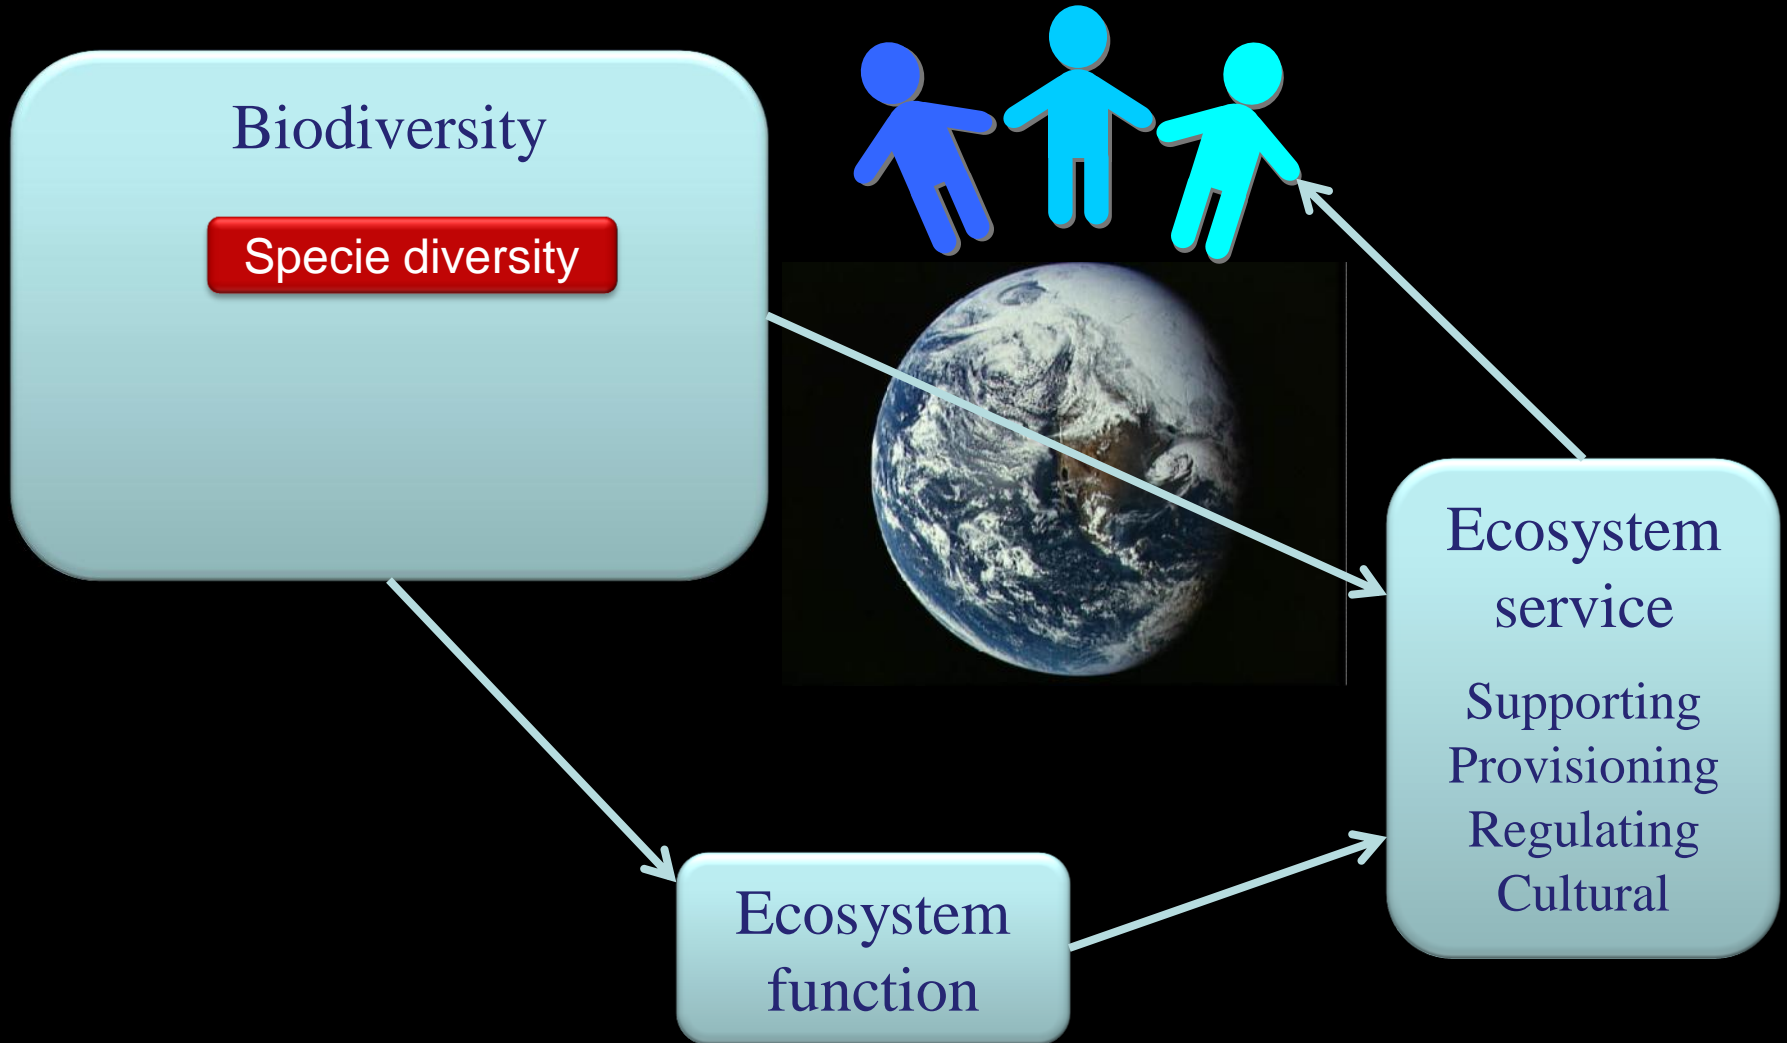 Biodiversity
Specie diversity
Ecosystem
service
Supporting
Provisioning
Regulating
Cultural
Ecosystem
function